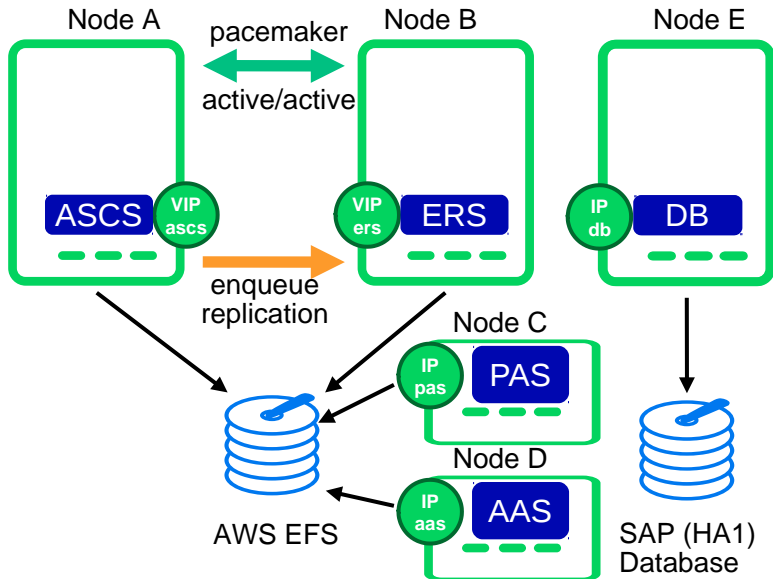 Node A
pacemaker
Node B
Node E
active/active
ASCS
VIP
ascs
VIP
ers
ERS
IP
db
DB
enqueue
replication
Node C
IP
pas
PAS
Node D
IP
aas
AAS
AWS EFS
SAP (HA1)
Database